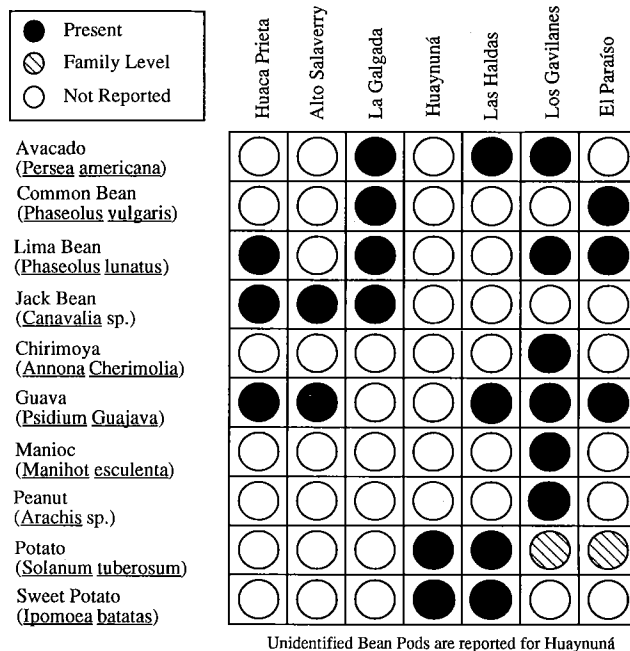 Present
Family Level
Not Reported
Huaca Prieta
Alto Salaverry
La Galgada
Huaynuná
Las Haldas
Los Gavilanes
El Paraíso
Avacado
(Persea americana)
Common Bean
(Phaseolus vulgaris)
Lima Bean
(Phaseolus lunatus)
Jack Bean
(Canavalia sp.)
Chirimoya
(Annona Cherimolia)
Guava
(Psidium Guajava)
Manioc
(Manihot esculenta)
Peanut
(Arachis sp.)
Potato
(Solanum tuberosum)
Sweet Potato
(Ipomoea batatas)
Unidentified Bean Pods are reported for Huaynuná